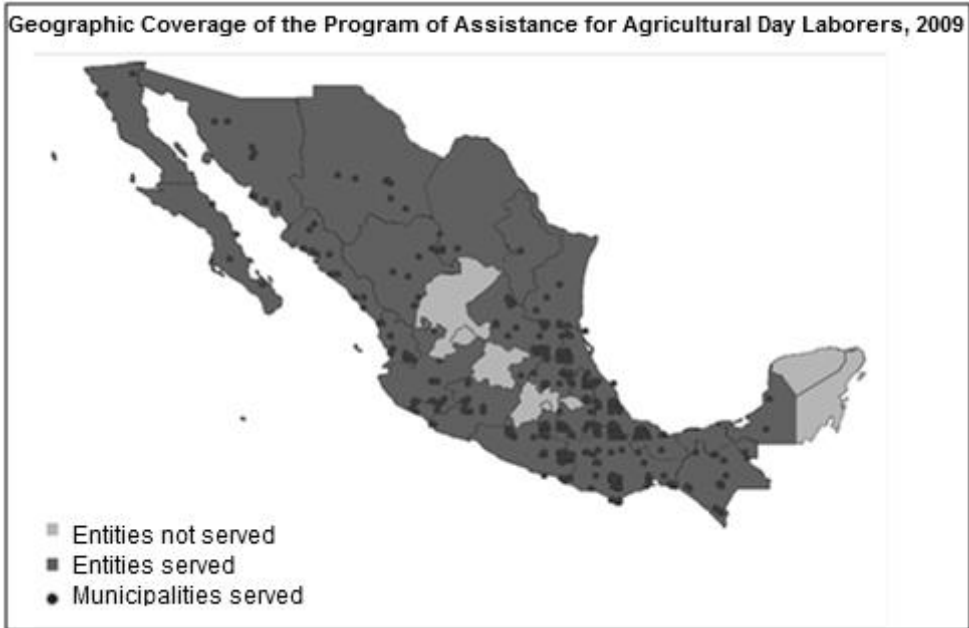 Geographic Coverage of the Program of Assistance for Agricultural Day Laborers, 2009
Entities not served
Entities served
Municipalities served